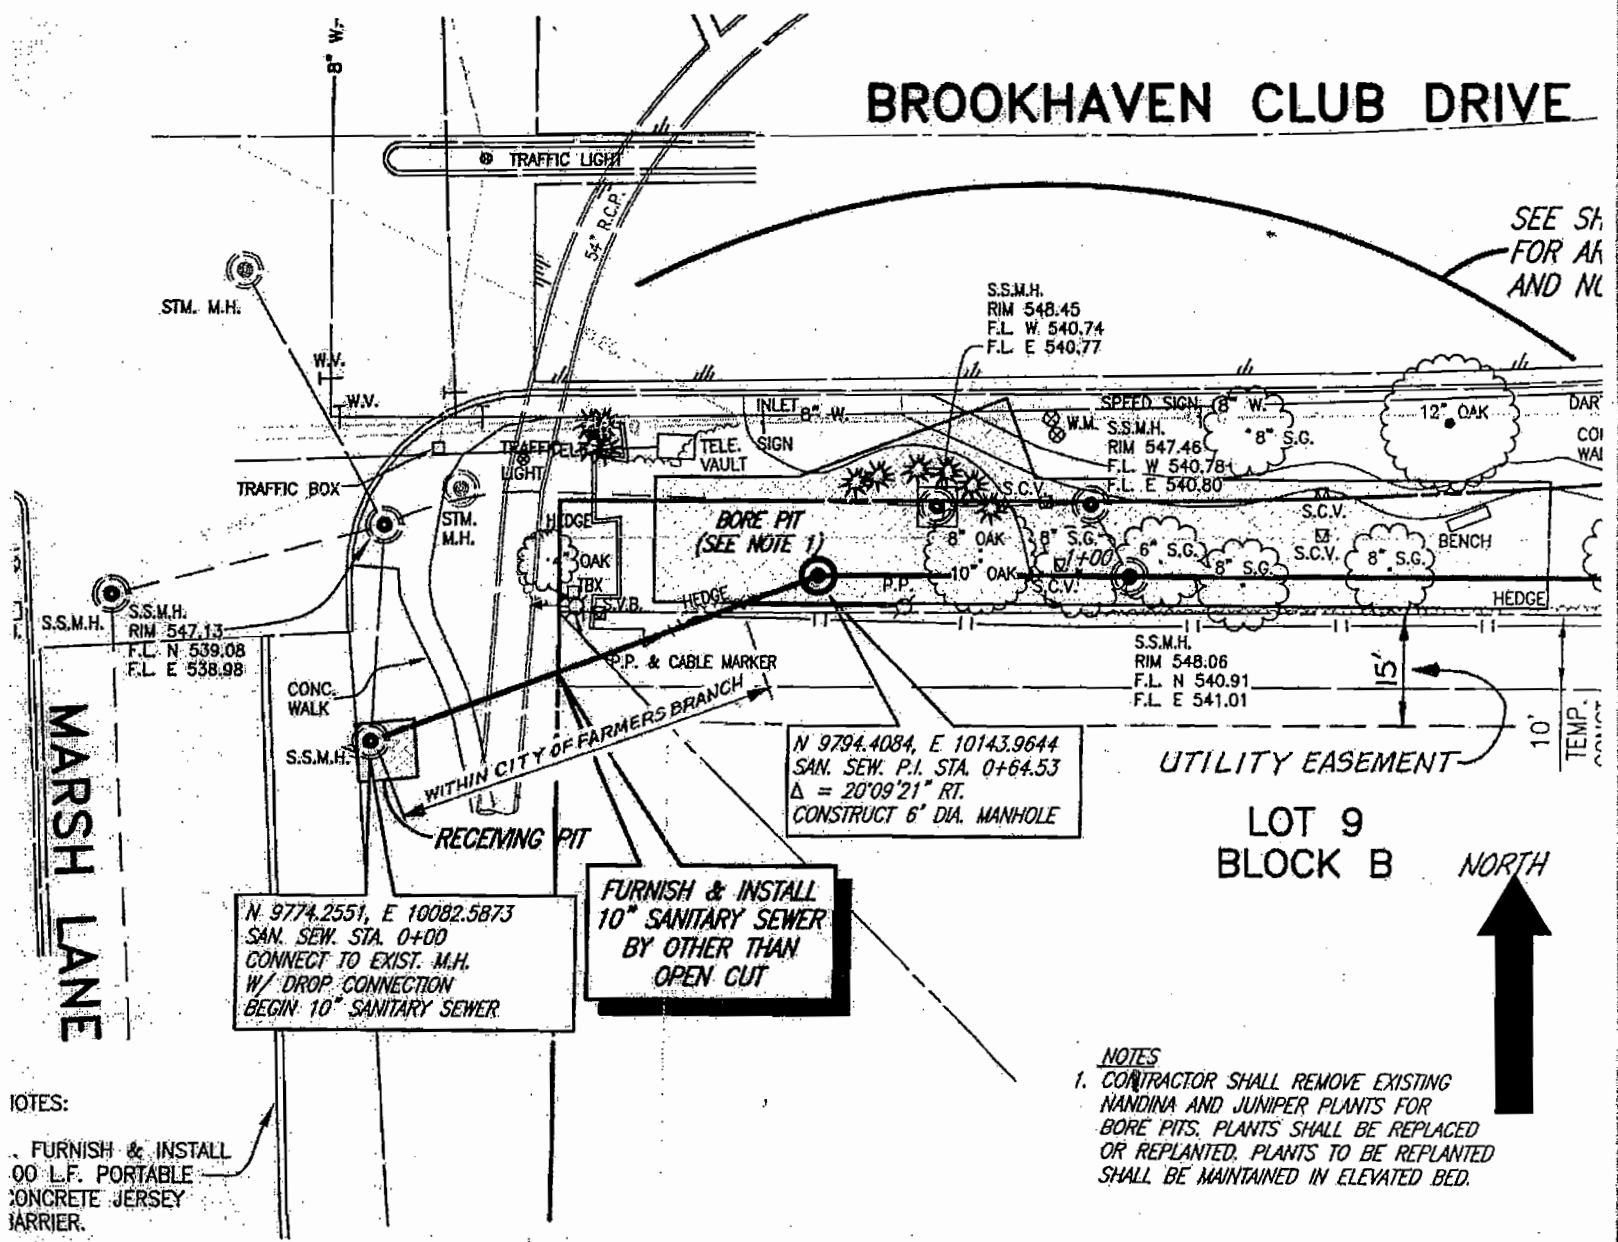 8" W.
BROOKHAVEN CLUB DRIVE
TRAFFIC LIGHT
54" R.C.P.
SEE SH
FOR AR
AND NO
STM. M.H.
S.S.M.H.
RIM 548.45
F.L. W 540.74
F.L. E 540.77
W.V.
W.V.
INLET
8" W.
SIGN
SPEED SIGN
8" W.
8" S.G.
12" OAK
DAR
W.M.
S.S.M.H.
RIM 547.46
F.L. W 540.78
F.L. E 540.80
TRAFFIC
LIGHT
TELE.
VAULT
TRAFFIC BOX
STM.
M.H.
HEDGE
OAK
TBX
S.V.B.
BORE PIT
(SEE NOTE 1)
S.C.V.
8" OAK
10" OAK
8" S.G.
1+00
S.C.V.
6" S.G.
8" S.G.
S.C.V.
S.C.V.
BENCH
8" S.G.
HEDGE
HEDGE
P.P.
S.S.M.H.
S.S.M.H.
RIM 547.13
F.L. N 539.08
F.L. E 538.98
CONC.
WALK
P.P. & CABLE MARKER
S.S.M.H.
RIM 548.06
F.L. N 540.91
F.L. E 541.01
15'
10'
TEMP.
UTILITY EASEMENT
S.S.M.H.
WITHIN CITY OF FARMERS BRANCH
RECEIVING PIT
N 9794.4084, E 10143.9644
SAN. SEW. P.I. STA. 0+64.53
Δ = 20°09'21" RT.
CONSTRUCT 6' DIA. MANHOLE
LOT 9
BLOCK B
NORTH
MARSH LANE
N 9774.2551, E 10082.5873
SAN. SEW. STA. 0+00
CONNECT TO EXIST. M.H.
W/ DROP CONNECTION
BEGIN 10" SANITARY SEWER
FURNISH & INSTALL
10" SANITARY SEWER
BY OTHER THAN
OPEN CUT
NOTES
1. CONTRACTOR SHALL REMOVE EXISTING
NANDINA AND JUNIPER PLANTS FOR
BORE PITS. PLANTS SHALL BE REPLACED
OR REPLANTED. PLANTS TO BE REPLANTED
SHALL BE MAINTAINED IN ELEVATED BED.
IOTES:
. FURNISH & INSTALL
00 L.F. PORTABLE
ONCRETE JERSEY
ARRIER.